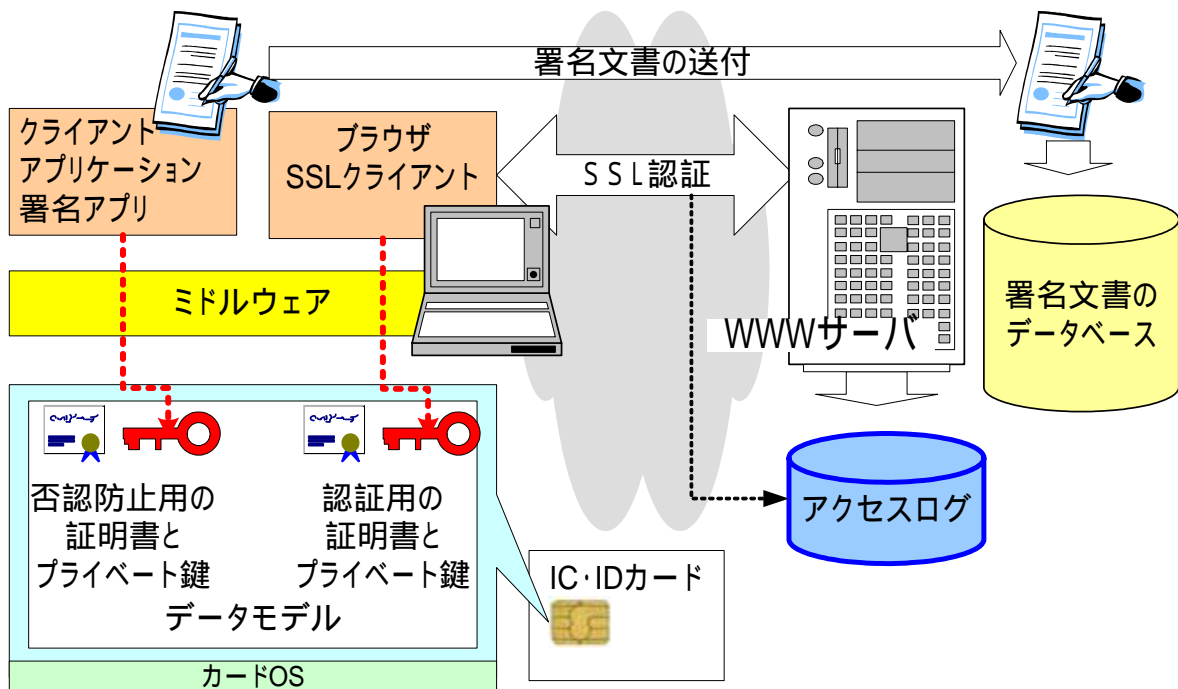 署名文書の送付
クライアント
アプリケーション
署名アプリ
ブラウザ
SSLクライアント
SSL認証
ミドルウェア
WWWサーバ
署名文書の
データベース
否認防止用の
証明書と
プライベート鍵
認証用の
証明書と
プライベート鍵
データモデル
カードOS
IC・IDカード
アクセスログ